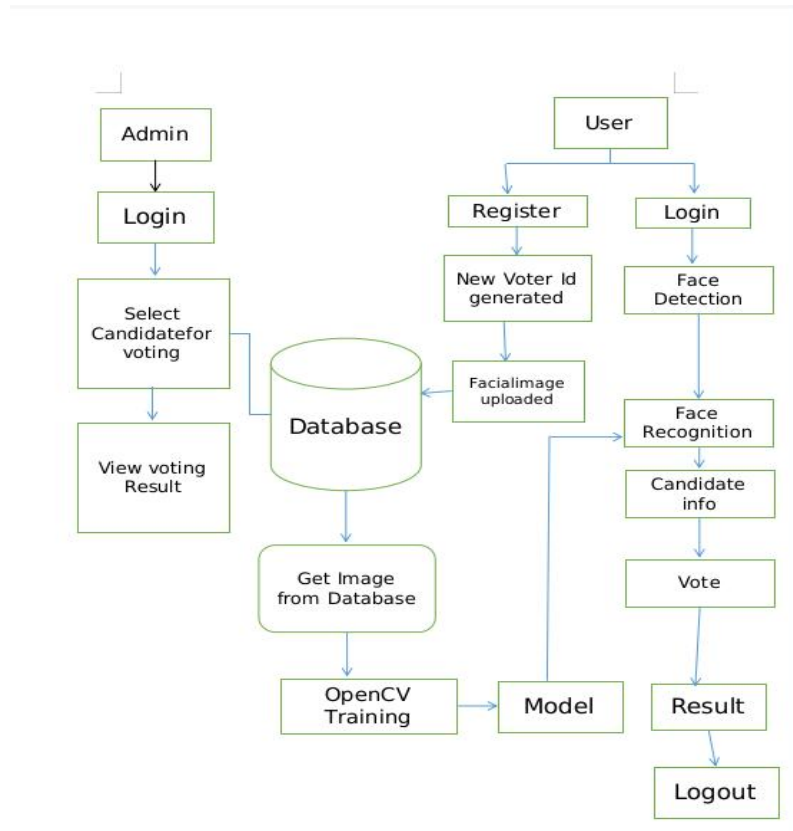 Admin
Login
Select
Candidatefor
voting
View voting
Result
User
Register
New Voter Id
generated
Facialimage
uploaded
Database
Get Image
from Database
OpenCV
Training
Model
Login
Face
Detection
Face
Recognition
Candidate
info
Vote
Result
Logout